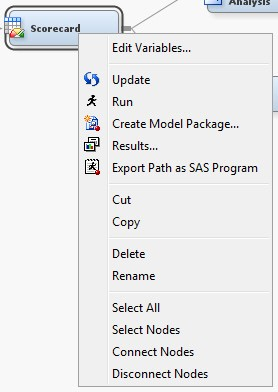 Analysis
Scorecard
Edit Variables...
Update
Run
Create Model Package...
Results...
Export Path as SAS Program
Cut
Copy
Delete
Rename
Select All
Select Nodes
Connect Nodes
Disconnect Nodes